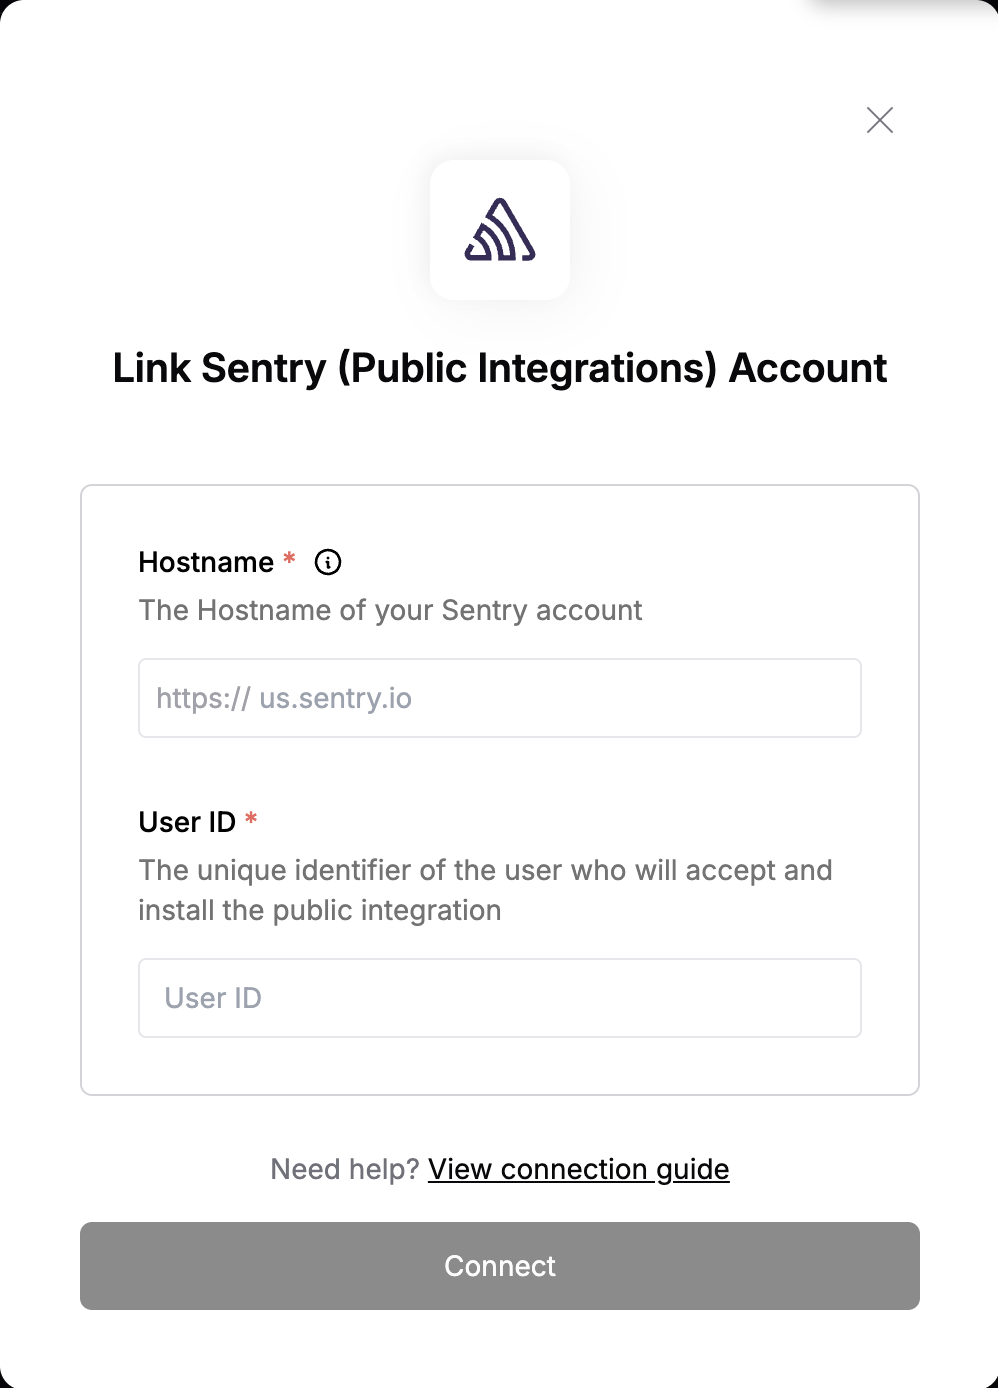 Link Sentry (Public Integrations) Account
Hostname *
The Hostname of your Sentry account
https:// us.sentry.io
User ID *
The unique identifier of the user who will accept and
install the public integration
User ID
Need help? View connection guide
Connect